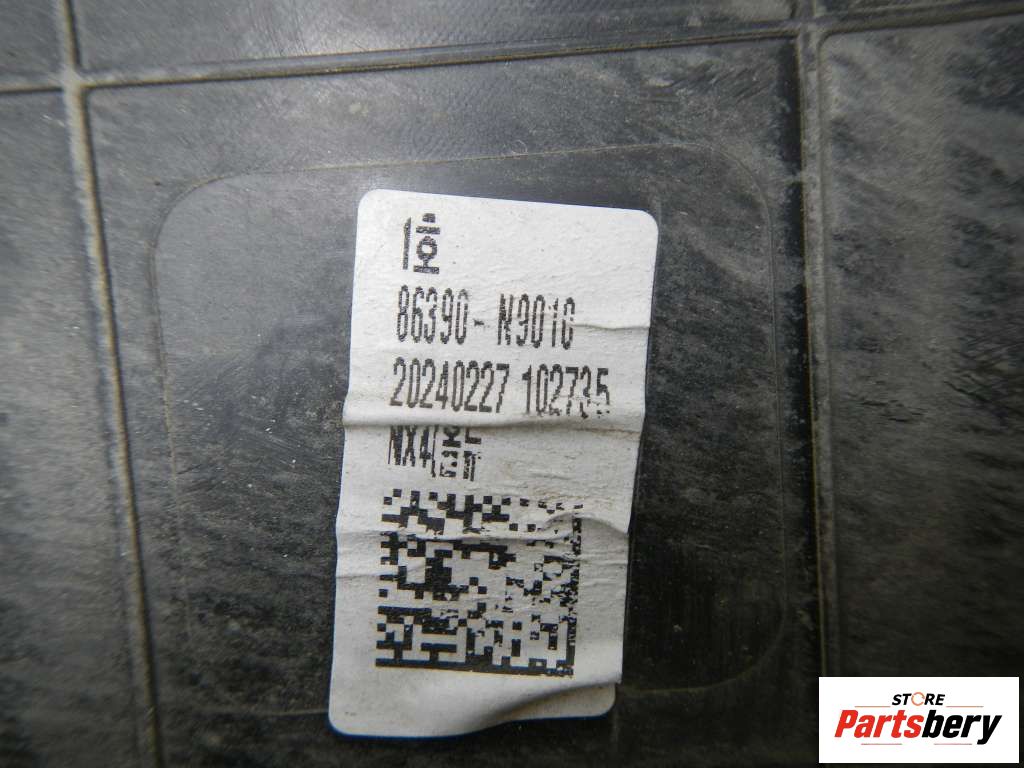 1호
86390-N9010
20240227 102735
NX4(
STORE
Partsbery